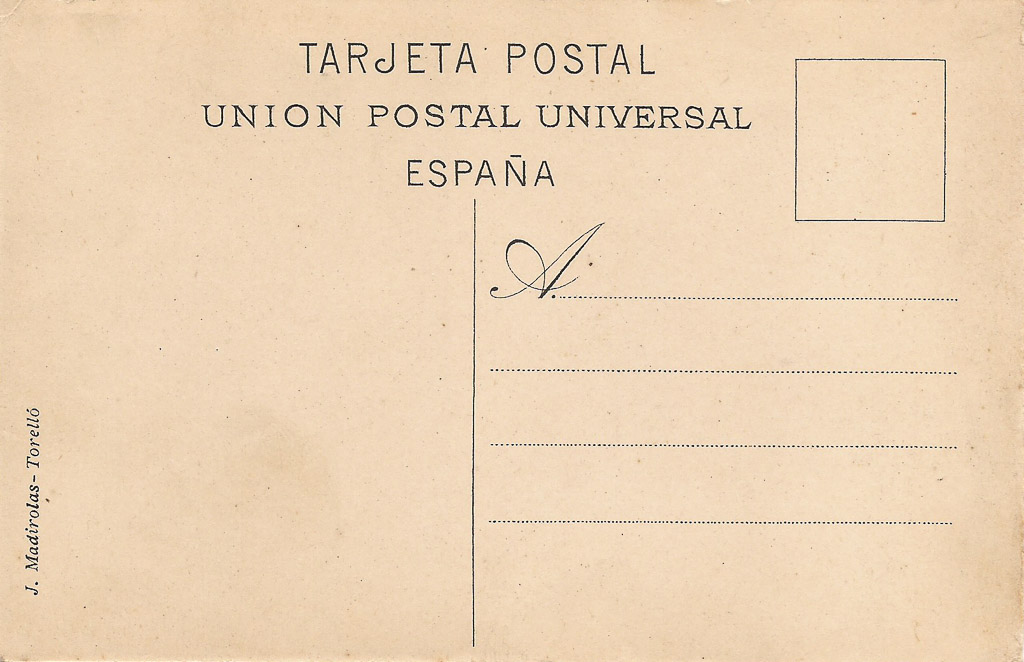 TARJETA POSTAL
UNION POSTAL UNIVERSAL
ESPAÑA
A.
J. Madirolas - Torelló